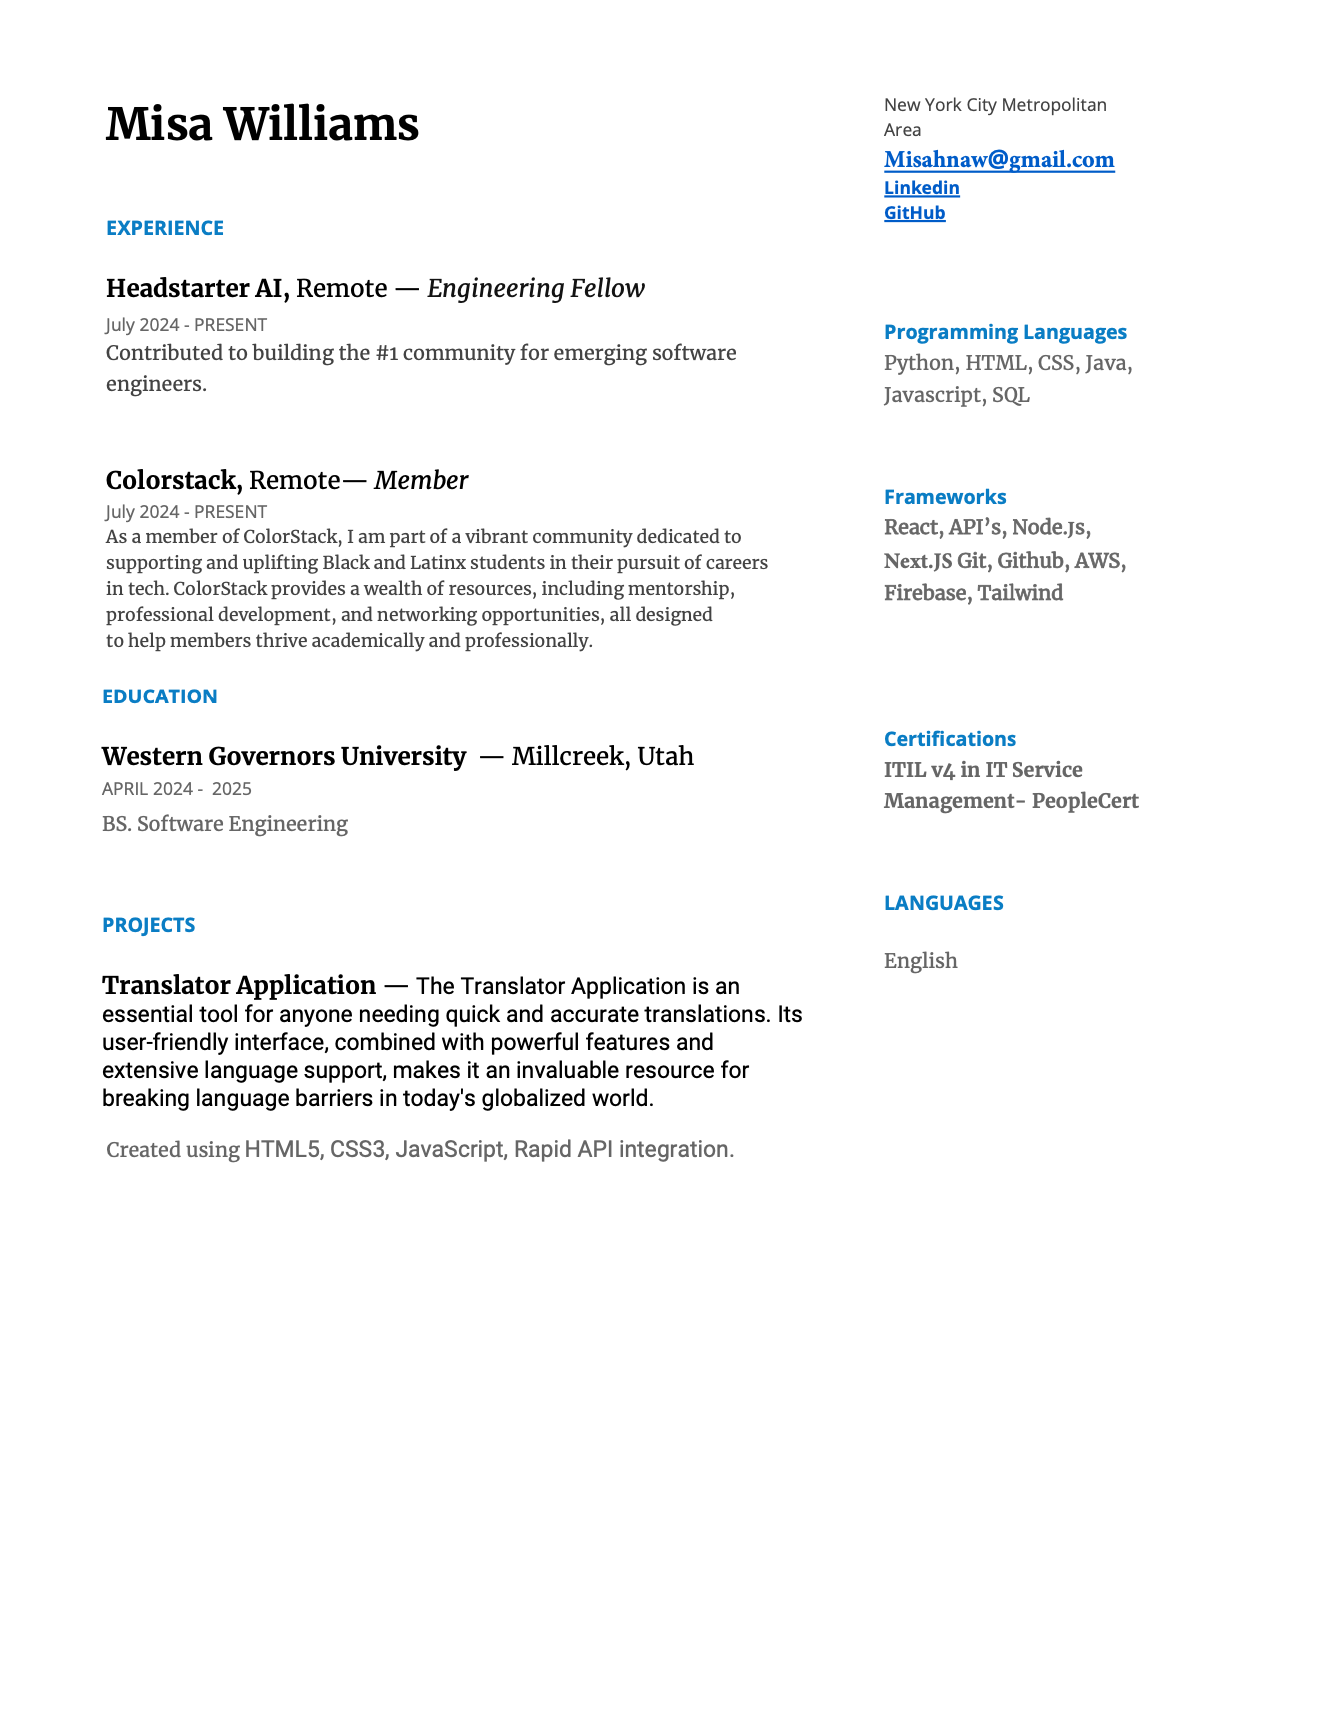 Misa Williams
EXPERIENCE
Headstarter AI, Remote — Engineering Fellow
July 2024 - PRESENT
Contributed to building the #1 community for emerging software
engineers.
Colorstack, Remote— Member
July 2024 - PRESENT
As a member of ColorStack, I am part of a vibrant community dedicated to
supporting and uplifting Black and Latinx students in their pursuit of careers
in tech. ColorStack provides a wealth of resources, including mentorship,
professional development, and networking opportunities, all designed
to help members thrive academically and professionally.
EDUCATION
Western Governors University — Millcreek, Utah
APRIL 2024 - 2025
BS. Software Engineering
PROJECTS
Translator Application — The Translator Application is an
essential tool for anyone needing quick and accurate translations. Its
user-friendly interface, combined with powerful features and
extensive language support, makes it an invaluable resource for
breaking language barriers in today's globalized world.
Created using HTML5, CSS3, JavaScript, Rapid API integration.
New York City Metropolitan
Area
Misahnaw@gmail.com
Linkedin
GitHub
Programming Languages
Python, HTML, CSS, Java,
Javascript, SQL
Frameworks
React, API’s, Node.Js,
Next.JS Git, Github, AWS,
Firebase, Tailwind
Certifications
ITIL v4 in IT Service
Management- PeopleCert
LANGUAGES
English